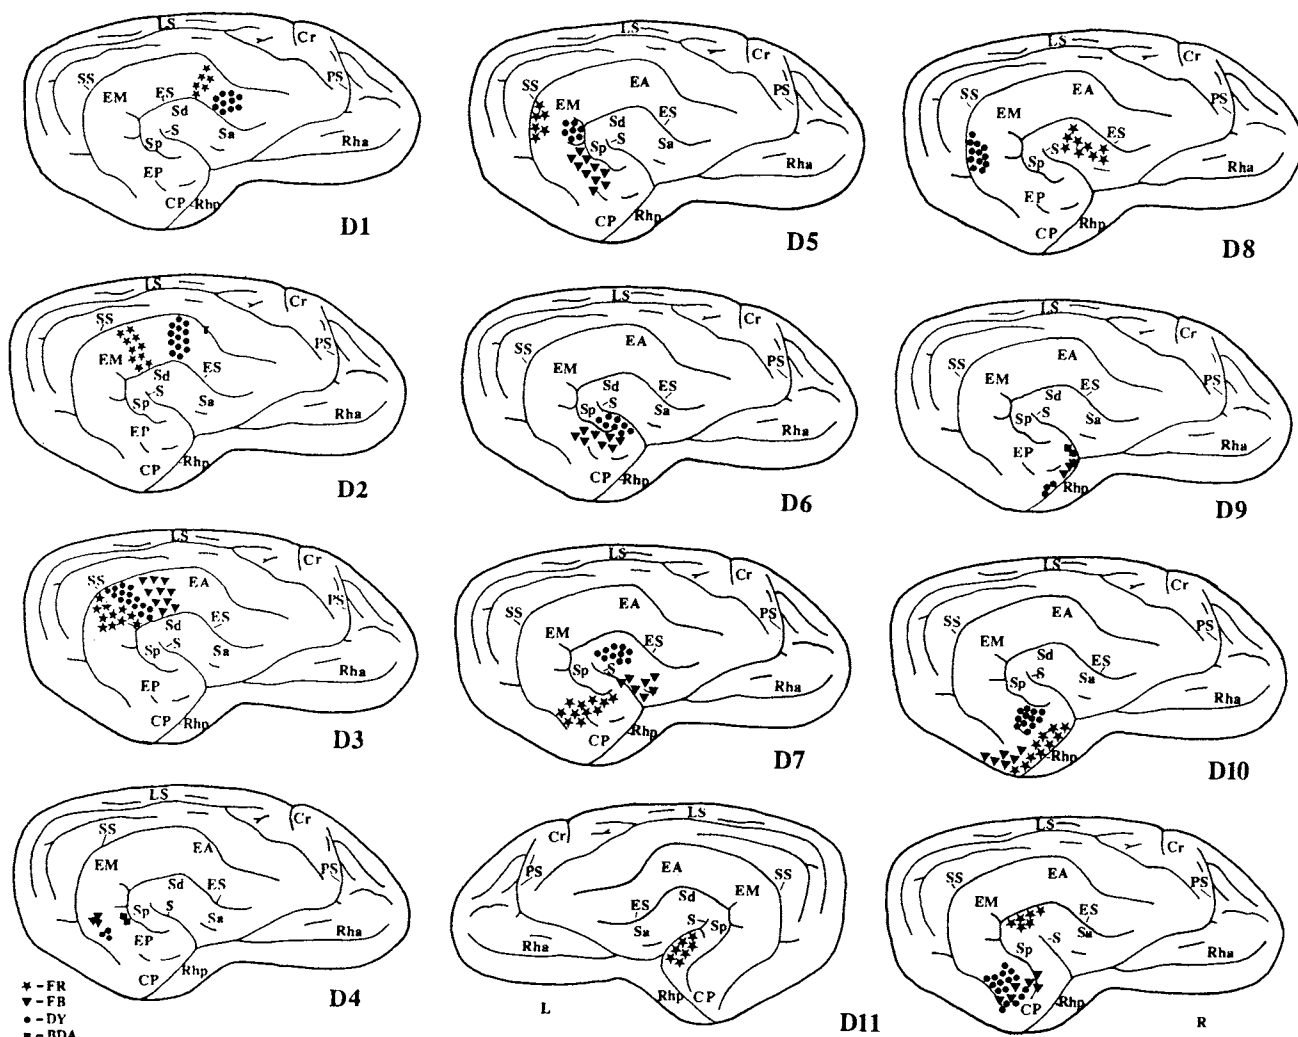 LS
Cr
SS
PS
EM
ES
Sd
S
Sa
Sp
Rha
EP
CP
Rhp
D1
LS
Cr
EA
SS
PS
EM
ES
Sd
S
Sp
Sa
Rha
CP
Rhp
D5
LS
Cr
EA
SS
PS
EM
ES
S
Sp
Rha
EP
CP
Rhp
D8
LS
Cr
SS
PS
EM
ES
Sd
S
Sp
Sa
Rha
EP
CP
Rhp
D2
LS
Cr
EA
SS
PS
EM
ES
Sd
S
Sp
Sa
Rha
CP
Rhp
D6
LS
Cr
EA
SS
PS
EM
ES
Sd
S
Sp
Sa
Rha
EP
Rhp
D9
LS
Cr
SS
EA
PS
ES
Sd
S
Sp
Sa
Rha
EP
CP
Rhp
D3
LS
Cr
EA
SS
PS
EM
ES
S
Sp
Rha
CP
Rhp
D7
LS
Cr
EA
SS
PS
EM
ES
Sd
S
Sp
Sa
Rha
Rhp
D10
LS
Cr
SS
EA
PS
EM
ES
Sd
S
Sp
Sa
Rha
EP
CP
Rhp
D4
Cr
LS
PS
EA
SS
EM
Sd
ES
S
Sp
Sa
Rha
Rhp
CP
L
D11
LS
Cr
EA
SS
PS
EM
ES
Sa
S
Sp
Rha
CP
Rhp
R
- FR
- FB
- DY
- BDA